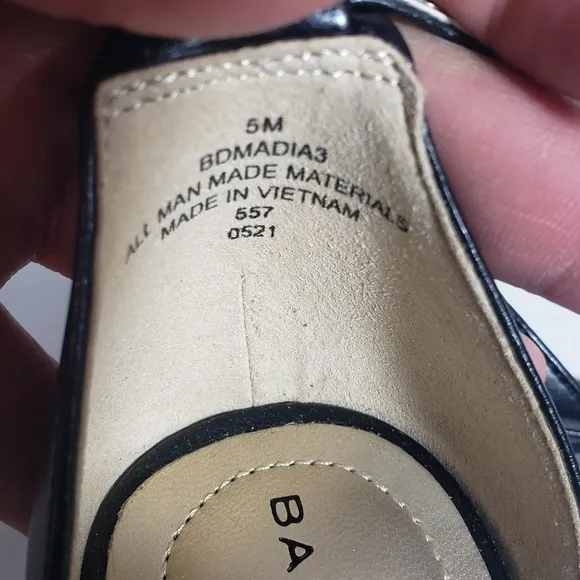 5M
BDMADIA3
ALL MAN MADE MATERIALS
MADE IN VIETNAM
557
0521
BA